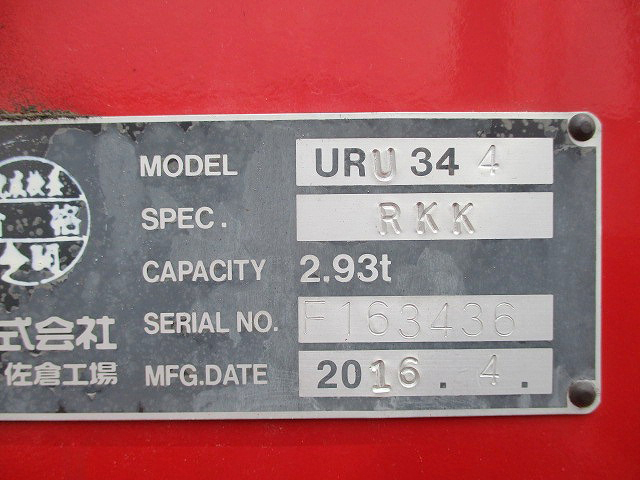 MODEL URU344
SPEC. RKK
CAPACITY 2.93t
SERIAL NO. F163436
MFG.DATE 2016.4.
式会社
佐倉工場